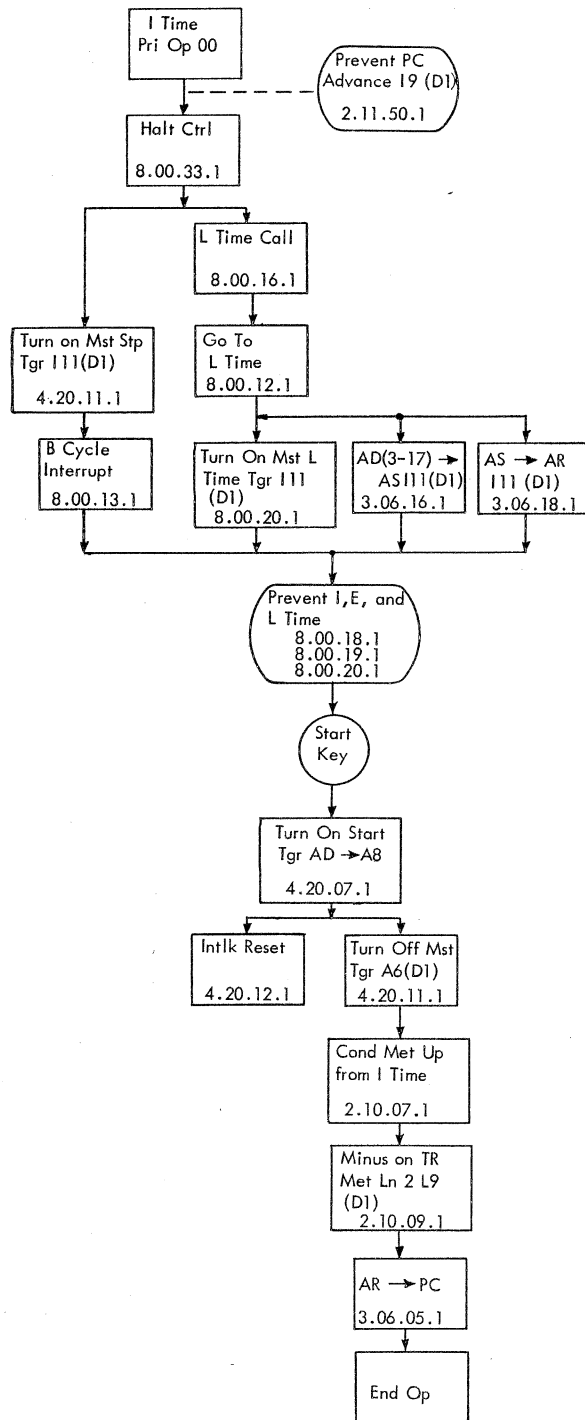 I Time
Pri Op 00
Prevent PC
Advance I9 (D1)
2.11.50.1
Halt Ctrl
8.00.33.1
L Time Call
8.00.16.1
Turn on Mst Stp
Tgr I11(D1)
4.20.11.1
Go To
L Time
8.00.12.1
B Cycle
Interrupt
8.00.13.1
Turn On Mst L
Time Tgr I11
(D1)
8.00.20.1
AD(3-17) →
ASI11(D1)
3.06.16.1
AS → AR
I11 (D1)
3.06.18.1
Prevent I,E, and
L Time
8.00.18.1
8.00.19.1
8.00.20.1
Start
Key
Turn On Start
Tgr AD → A8
4.20.07.1
Intlk Reset
4.20.12.1
Turn Off Mst
Tgr A6(D1)
4.20.11.1
Cond Met Up
from I Time
2.10.07.1
Minus on TR
Met Ln 2 L9
(D1)
2.10.09.1
AR → PC
3.06.05.1
End Op